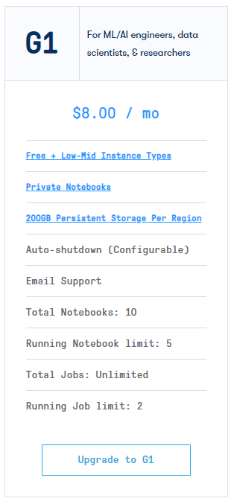 G1
For ML/AI engineers, data
scientists, & researchers
$8.00 / mo
Free + Low-Mid Instance Types
Private Notebooks
200GB Persistent Storage Per Region
Auto-shutdown (Configurable)
Email Support
Total Notebooks: 10
Running Notebook limit: 5
Total Jobs: Unlimited
Running Job limit: 2
Upgrade to G1